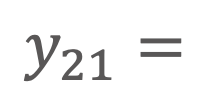 y₂₁ =